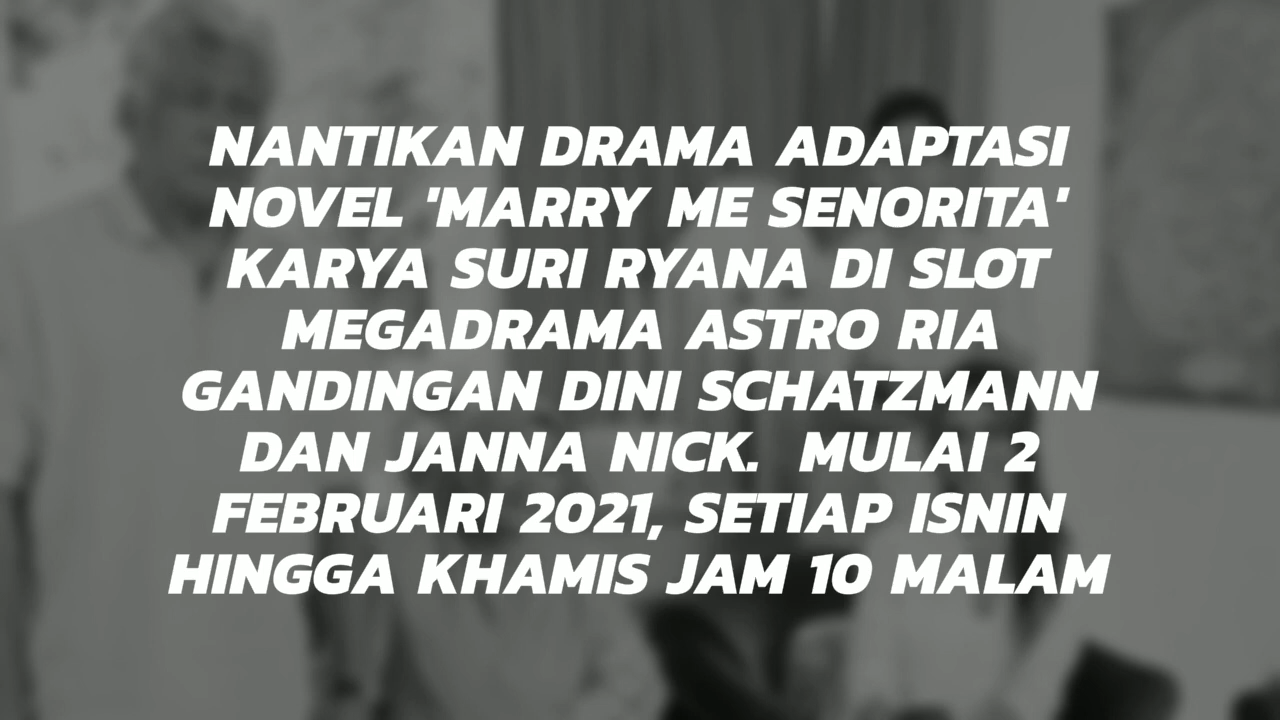 NANTIKAN DRAMA ADAPTASI
NOVEL 'MARRY ME SENORITA'
KARYA SURI RYANA DI SLOT
MEGADRAMA ASTRO RIA
GANDINGAN DINI SCHATZMANN
DAN JANNA NICK.  MULAI 2
FEBRUARI 2021, SETIAP ISNIN
HINGGA KHAMIS JAM 10 MALAM